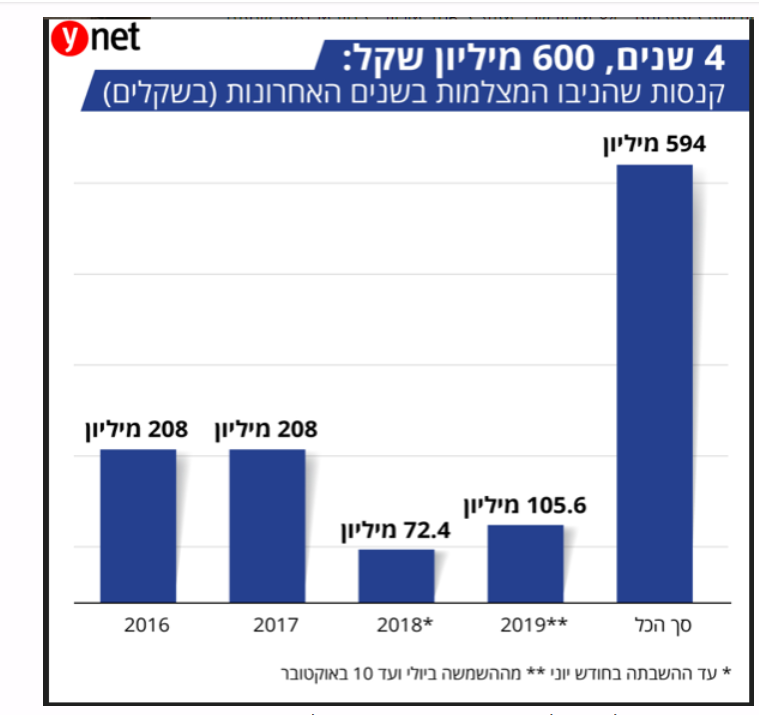 ynet
4 שנים, 600 מיליון שקל:
קנסות שהניבו המצלמות בשנים האחרונות (בשקלים)
594 מיליון
208 מיליון 208 מיליון
105.6 מיליון
72.4 מיליון
2016 2017 2018* 2019** סך הכל
* עד ההשבתה בחודש יוני ** מההשמשה ביולי ועד 10 באוקטובר